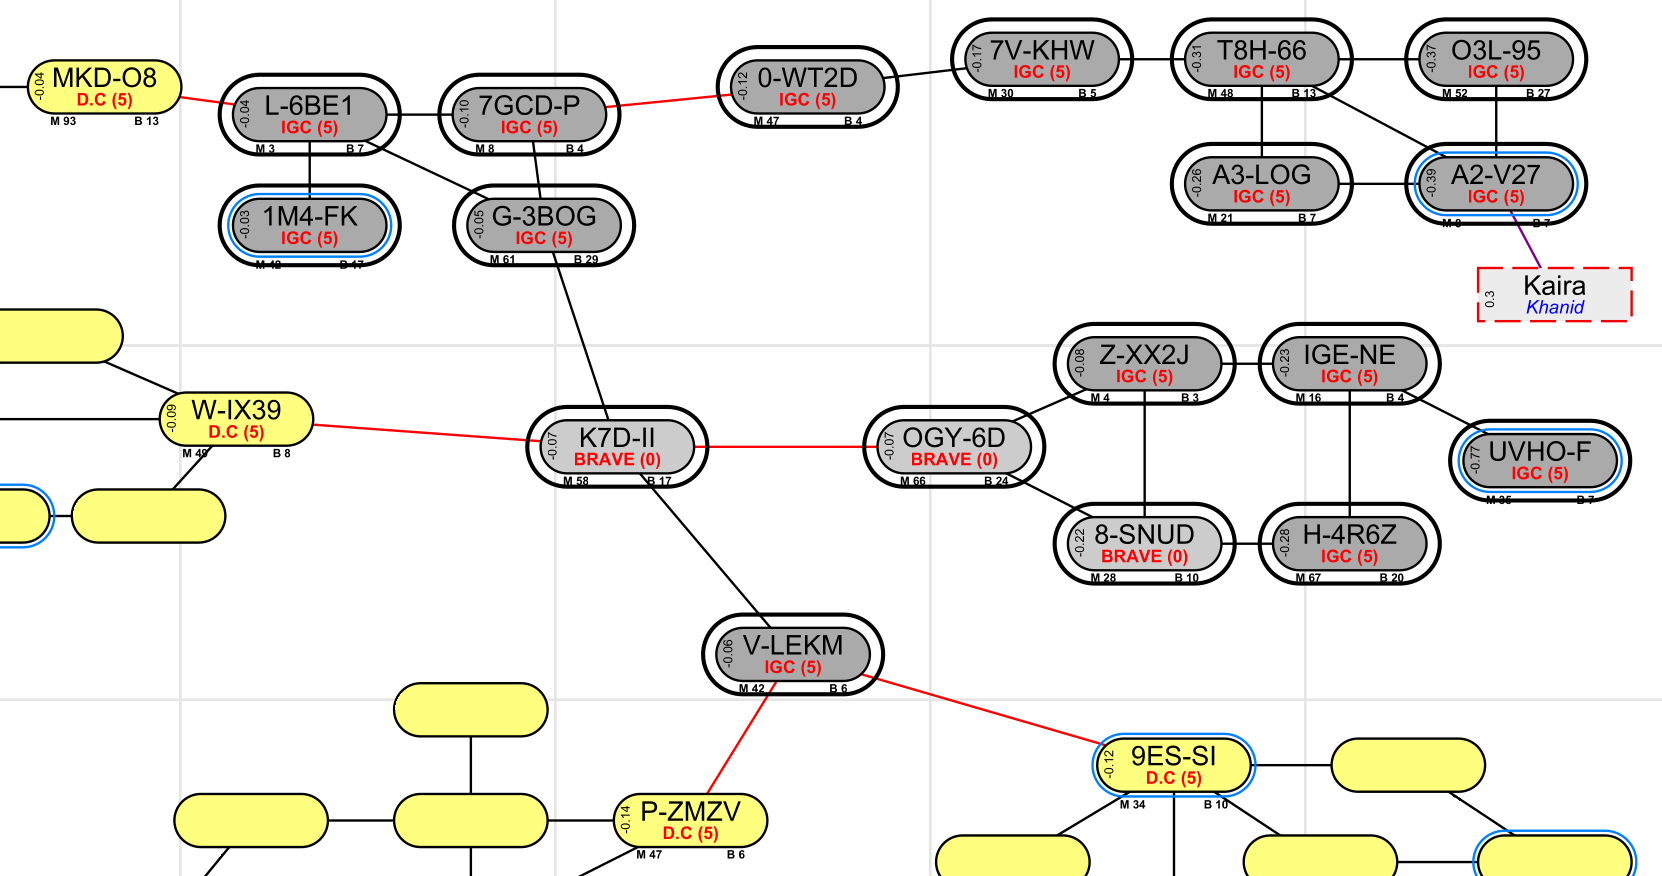 -0.04
MKD-O8
D.C (5)
M 93 B 13
-0.04
L-6BE1
IGC (5)
M 3 B 7
-0.10
7GCD-P
IGC (5)
M 8 B 4
-0.12
0-WT2D
IGC (5)
M 47 B 4
-0.17
7V-KHW
IGC (5)
M 30 B 5
-0.31
T8H-66
IGC (5)
M 48 B 13
-0.37
O3L-95
IGC (5)
M 52 B 27
-0.03
1M4-FK
IGC (5)
M 42 B 17
-0.05
G-3BOG
IGC (5)
M 61 B 29
-0.26
A3-LOG
IGC (5)
M 21 B 7
-0.39
A2-V27
IGC (5)
M 8 B 7
0.3
Kaira
Khanid
-0.09
W-IX39
D.C (5)
M 49 B 8
-0.07
K7D-II
BRAVE (0)
M 58 B 17
-0.07
OGY-6D
BRAVE (0)
M 66 B 24
-0.08
Z-XX2J
IGC (5)
M 4 B 3
-0.23
IGE-NE
IGC (5)
M 16 B 4
-0.77
UVHO-F
IGC (5)
M 35 B 7
-0.22
8-SNUD
BRAVE (0)
M 28 B 10
-0.28
H-4R6Z
IGC (5)
M 67 B 20
-0.06
V-LEKM
IGC (5)
M 42 B 6
-0.12
9ES-SI
D.C (5)
M 34 B 10
-0.14
P-ZMZV
D.C (5)
M 47 B 6